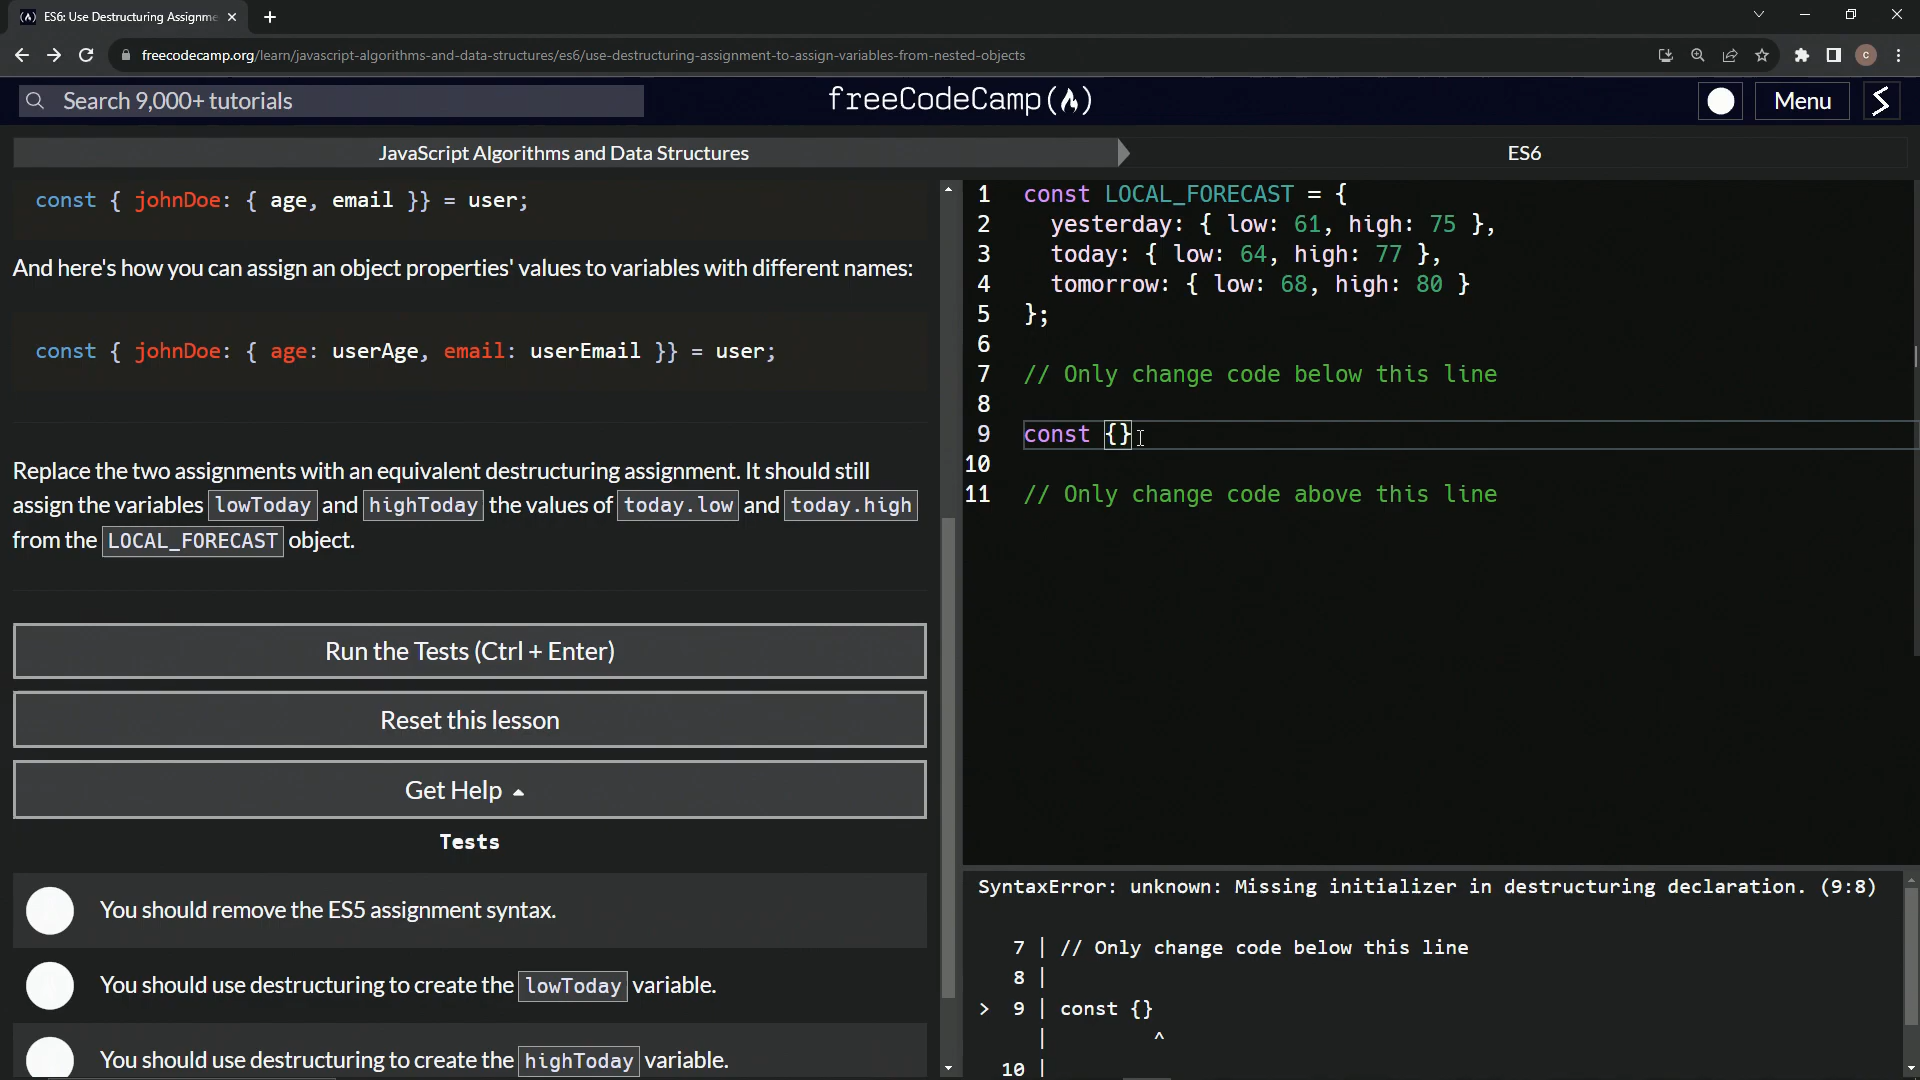 ES6: Use Destructuring Assignme
freecodecamp.org/learn/javascript-algorithms-and-data-structures/es6/use-destructuring-assignment-to-assign-variables-from-nested-objects
C
Search 9,000+ tutorials
freeCodeCamp(🔥)
Menu
JavaScript Algorithms and Data Structures
ES6
const { johnDoe: { age, email }} = user;
And here's how you can assign an object properties' values to variables with different names:
const { johnDoe: { age: userAge, email: userEmail }} = user;
Replace the two assignments with an equivalent destructuring assignment. It should still
assign the variables lowToday and highToday the values of today.low and today.high
from the LOCAL_FORECAST object.
Run the Tests (Ctrl + Enter)
Reset this lesson
Get Help
Tests
You should remove the ES5 assignment syntax.
You should use destructuring to create the lowToday variable.
You should use destructuring to create the highToday variable.
1 const LOCAL_FORECAST = {
2 yesterday: { low: 61, high: 75 },
3 today: { low: 64, high: 77 },
4 tomorrow: { low: 68, high: 80 }
5 };
6
7 // Only change code below this line
8
9 const {}
10
11 // Only change code above this line
SyntaxError: unknown: Missing initializer in destructuring declaration. (9:8)
7 | // Only change code below this line
8 |
> 9 | const {}
| ^
10 |